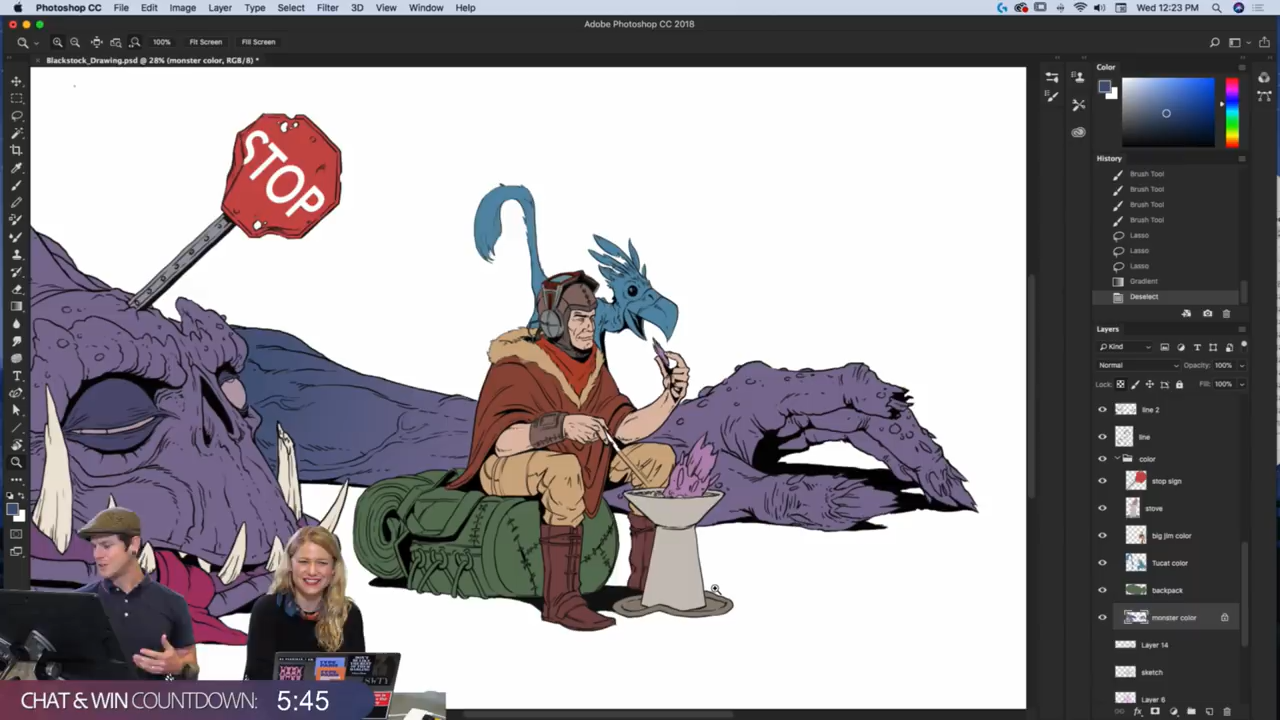 Photoshop CC File Edit Image Layer Type Select Filter 3D View Window Help Wed 12:23 PM
Adobe Photoshop CC 2018
100% Fit Screen Fill Screen
Blackstock_Drawing.psd @ 28% (monster color, RGB/8) *
Color
STOP
History
Brush Tool
Brush Tool
Brush Tool
Brush Tool
Lasso
Lasso
Lasso
Gradient
Deselect
Layers
Kind
Normal Opacity: 100%
Lock: Fill: 100%
line 2
line
color
stop sign
stove
big jim color
Tucat color
backpack
monster color
Layer 14
sketch
Layer 6
CHAT & WIN COUNTDOWN: 5:45